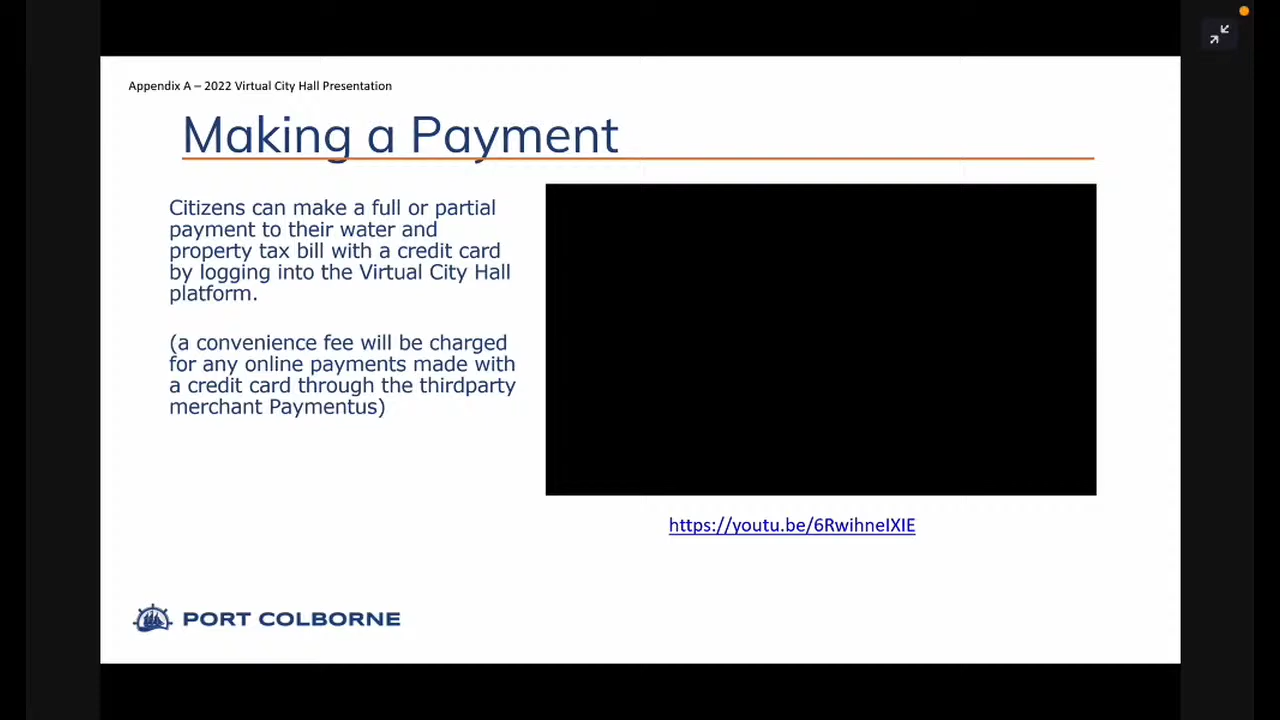 Appendix A – 2022 Virtual City Hall Presentation
Making a Payment
Citizens can make a full or partial
payment to their water and
property tax bill with a credit card
by logging into the Virtual City Hall
platform.
(a convenience fee will be charged
for any online payments made with
a credit card through the thirdparty
merchant Paymentus)
https://youtu.be/6RwihneIXIE
PORT COLBORNE